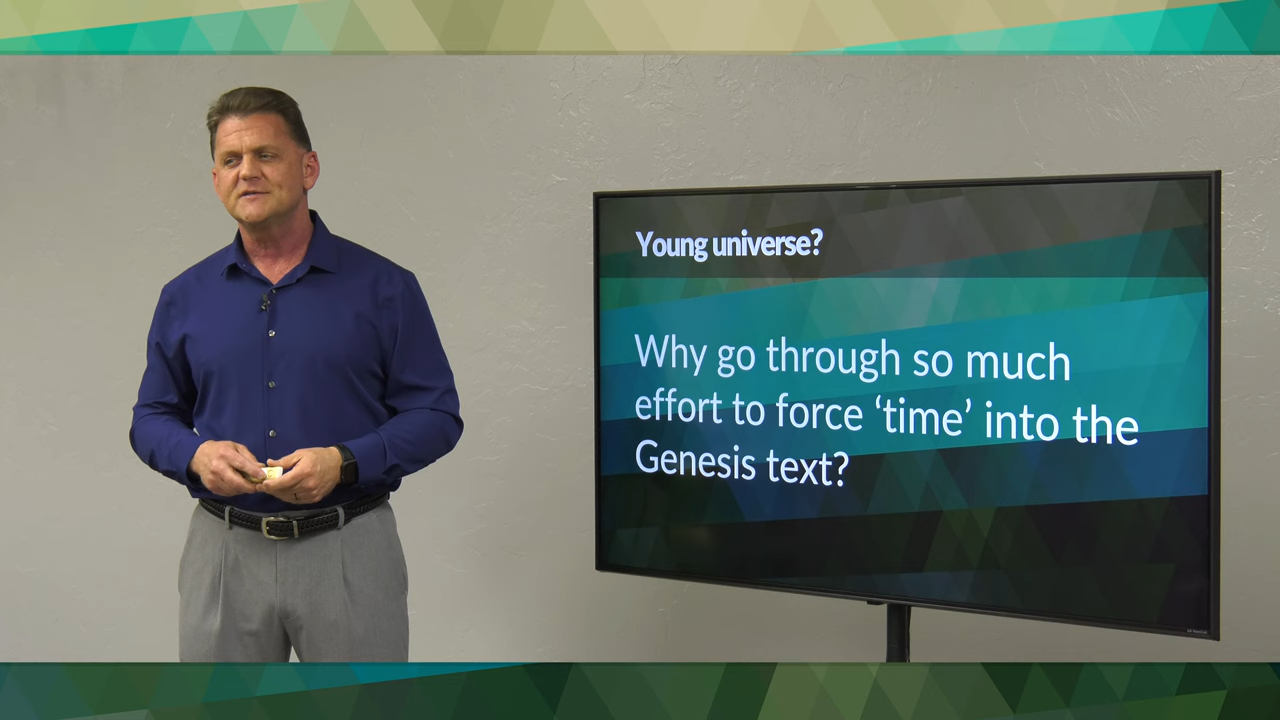 Young universe?
Why go through so much
effort to force ‘time’ into the
Genesis text?